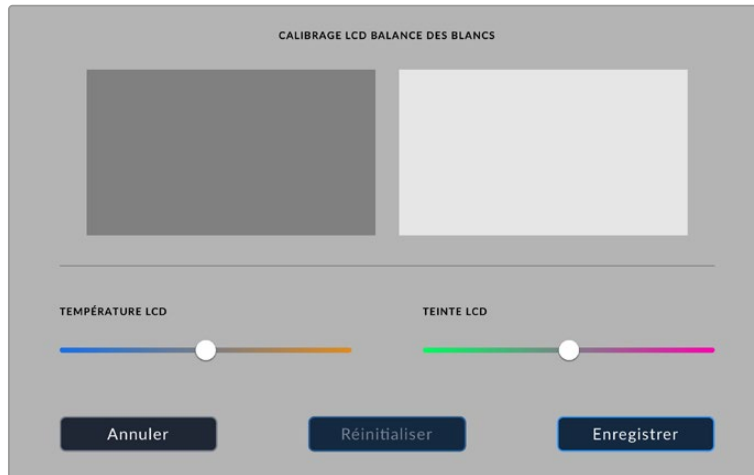 CALIBRAGE LCD BALANCE DES BLANCS
TEMPÉRATURE LCD
TEINTE LCD
Annuler
Réinitialiser
Enregistrer